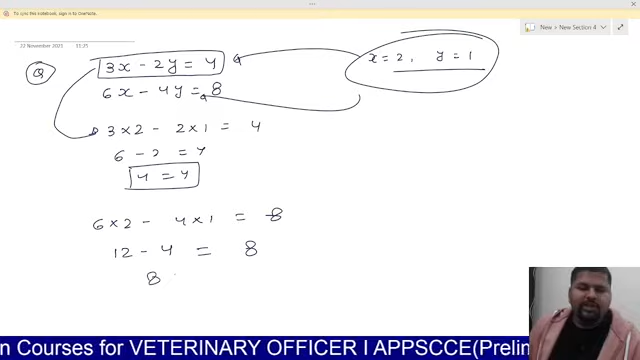 To sync this notebook, sign in to OneNote.
New > New Section 4
22 November 2021 11:25
Q 3x - 2y = 4
x = 2, y = 1
6x - 4y = 8
3 × 2 - 2 × 1 = 4
6 - 2 = 4
4 = 4
6 × 2 - 4 × 1 = 8
12 - 4 = 8
8
n Courses for VETERINARY OFFICER I APPSCCE(Prelin